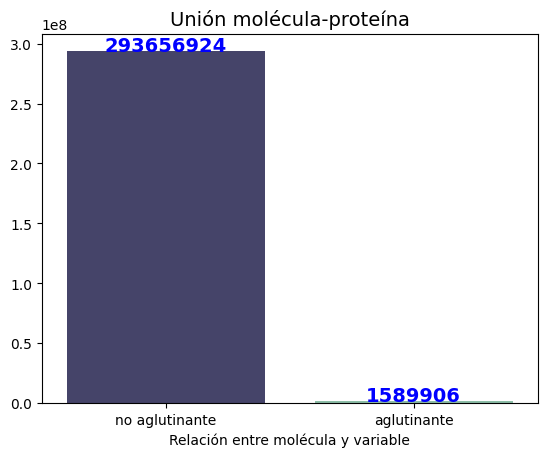 Unión molécula-proteína
1e8
3.0
2.5
2.0
1.5
1.0
0.5
0.0
293656924
1589906
no aglutinante
aglutinante
Relación entre molécula y variable